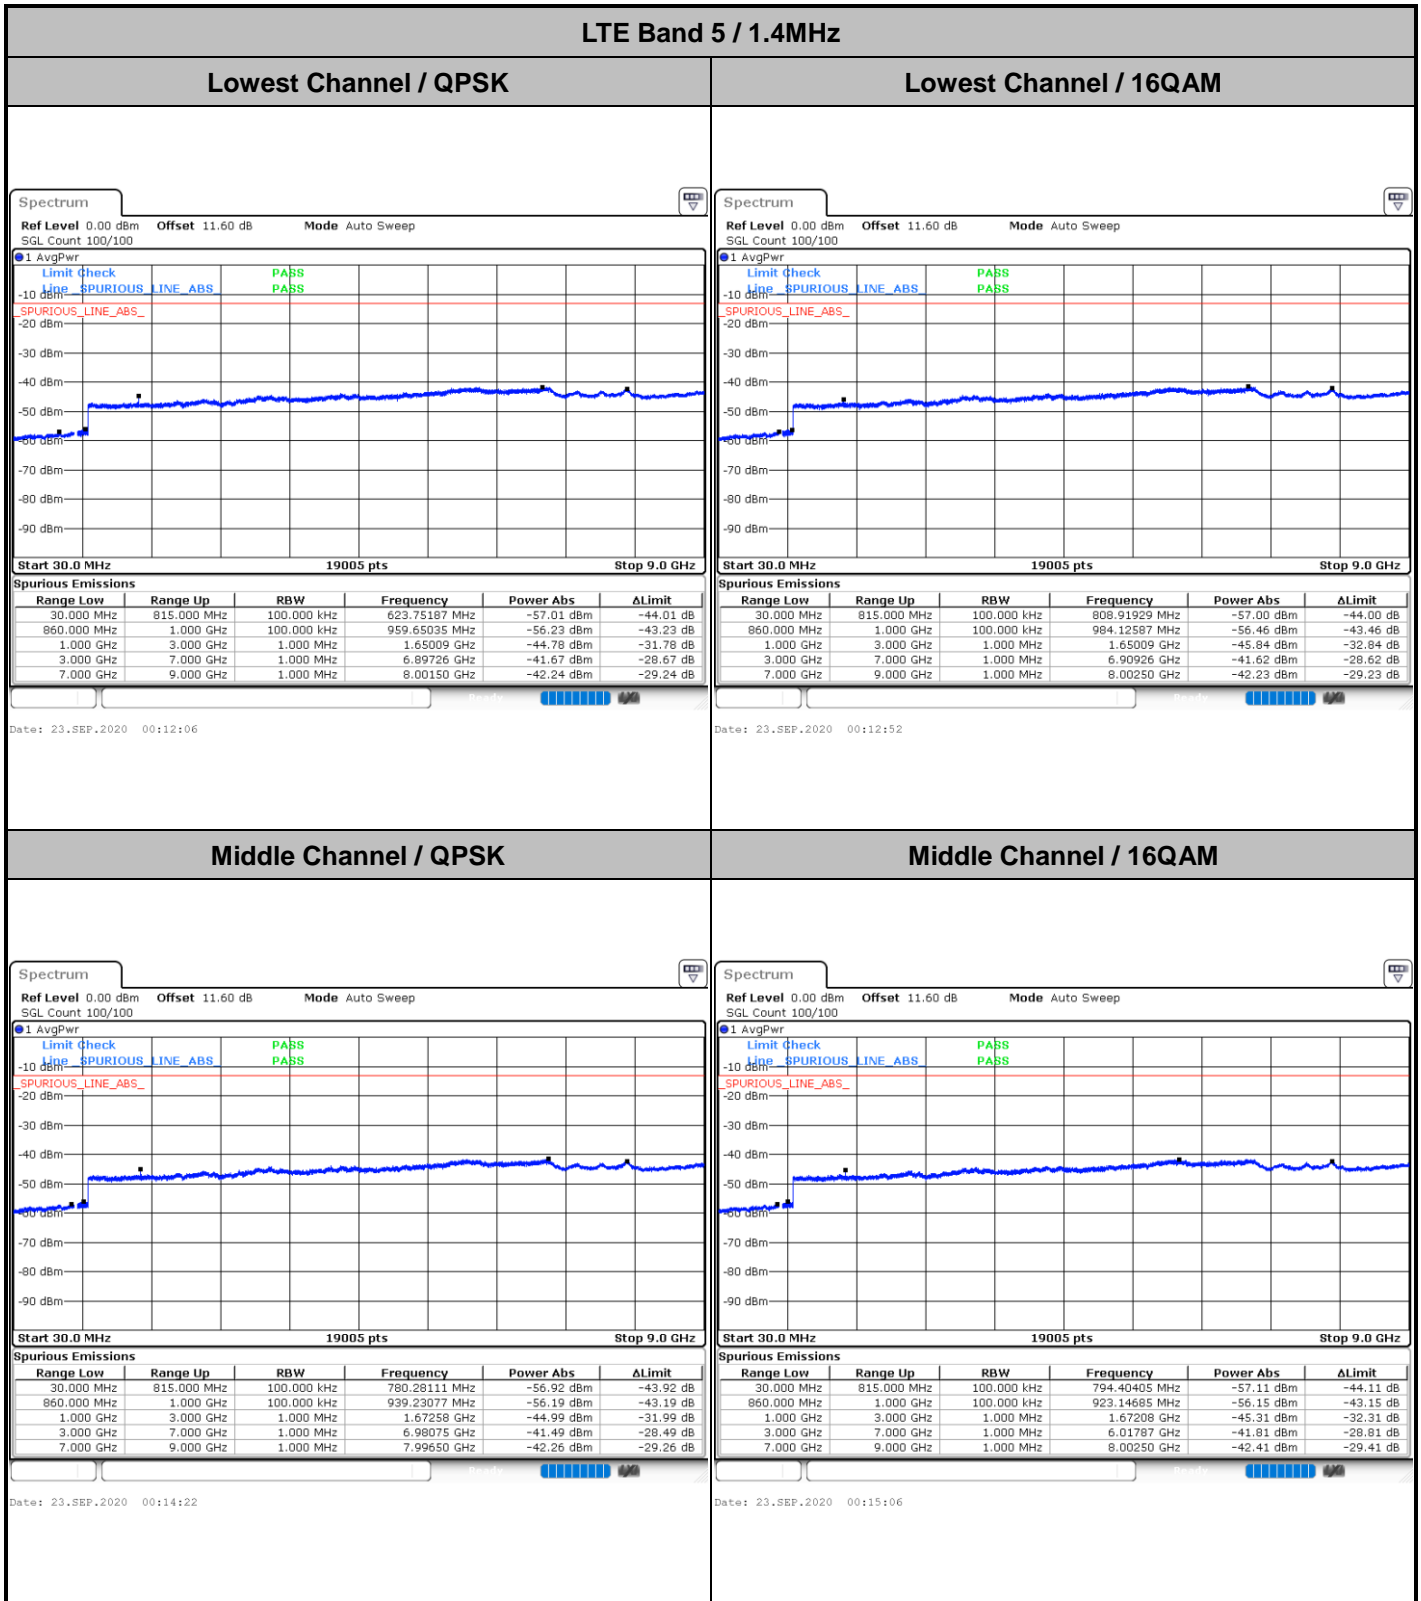 LTE Band 5 / 1.4MHz
Lowest Channel / QPSK
Lowest Channel / 16QAM
Spectrum
Ref Level 0.00 dBm Offset 11.60 dB Mode Auto Sweep
SGL Count 100/100
1 AvgPwr
Limit Check PASS
Line _SPURIOUS_LINE_ABS_ PASS
-10 dBm
_SPURIOUS_LINE_ABS_
-20 dBm
-30 dBm
-40 dBm
-50 dBm
-60 dBm
-70 dBm
-80 dBm
-90 dBm
Start 30.0 MHz 19005 pts Stop 9.0 GHz
Spurious Emissions
Range Low Range Up RBW Frequency Power Abs ΔLimit
30.000 MHz 815.000 MHz 100.000 kHz 623.75187 MHz -57.01 dBm -44.01 dB
860.000 MHz 1.000 GHz 100.000 kHz 959.65035 MHz -56.23 dBm -43.23 dB
1.000 GHz 3.000 GHz 1.000 MHz 1.65009 GHz -44.78 dBm -31.78 dB
3.000 GHz 7.000 GHz 1.000 MHz 6.89726 GHz -41.67 dBm -28.67 dB
7.000 GHz 9.000 GHz 1.000 MHz 8.00150 GHz -42.24 dBm -29.24 dB
Ready
Date: 23.SEP.2020 00:12:06
Spectrum
Ref Level 0.00 dBm Offset 11.60 dB Mode Auto Sweep
SGL Count 100/100
1 AvgPwr
Limit Check PASS
Line _SPURIOUS_LINE_ABS_ PASS
-10 dBm
_SPURIOUS_LINE_ABS_
-20 dBm
-30 dBm
-40 dBm
-50 dBm
-60 dBm
-70 dBm
-80 dBm
-90 dBm
Start 30.0 MHz 19005 pts Stop 9.0 GHz
Spurious Emissions
Range Low Range Up RBW Frequency Power Abs ΔLimit
30.000 MHz 815.000 MHz 100.000 kHz 808.91929 MHz -57.00 dBm -44.00 dB
860.000 MHz 1.000 GHz 100.000 kHz 984.12587 MHz -56.46 dBm -43.46 dB
1.000 GHz 3.000 GHz 1.000 MHz 1.65009 GHz -45.84 dBm -32.84 dB
3.000 GHz 7.000 GHz 1.000 MHz 6.90926 GHz -41.62 dBm -28.62 dB
7.000 GHz 9.000 GHz 1.000 MHz 8.00250 GHz -42.23 dBm -29.23 dB
Ready
Date: 23.SEP.2020 00:12:52
Middle Channel / QPSK
Middle Channel / 16QAM
Spectrum
Ref Level 0.00 dBm Offset 11.60 dB Mode Auto Sweep
SGL Count 100/100
1 AvgPwr
Limit Check PASS
Line _SPURIOUS_LINE_ABS_ PASS
-10 dBm
_SPURIOUS_LINE_ABS_
-20 dBm
-30 dBm
-40 dBm
-50 dBm
-60 dBm
-70 dBm
-80 dBm
-90 dBm
Start 30.0 MHz 19005 pts Stop 9.0 GHz
Spurious Emissions
Range Low Range Up RBW Frequency Power Abs ΔLimit
30.000 MHz 815.000 MHz 100.000 kHz 780.28111 MHz -56.92 dBm -43.92 dB
860.000 MHz 1.000 GHz 100.000 kHz 939.23077 MHz -56.19 dBm -43.19 dB
1.000 GHz 3.000 GHz 1.000 MHz 1.67258 GHz -44.99 dBm -31.99 dB
3.000 GHz 7.000 GHz 1.000 MHz 6.98075 GHz -41.49 dBm -28.49 dB
7.000 GHz 9.000 GHz 1.000 MHz 7.99650 GHz -42.26 dBm -29.26 dB
Ready
Date: 23.SEP.2020 00:14:22
Spectrum
Ref Level 0.00 dBm Offset 11.60 dB Mode Auto Sweep
SGL Count 100/100
1 AvgPwr
Limit Check PASS
Line _SPURIOUS_LINE_ABS_ PASS
-10 dBm
_SPURIOUS_LINE_ABS_
-20 dBm
-30 dBm
-40 dBm
-50 dBm
-60 dBm
-70 dBm
-80 dBm
-90 dBm
Start 30.0 MHz 19005 pts Stop 9.0 GHz
Spurious Emissions
Range Low Range Up RBW Frequency Power Abs ΔLimit
30.000 MHz 815.000 MHz 100.000 kHz 794.40405 MHz -57.11 dBm -44.11 dB
860.000 MHz 1.000 GHz 100.000 kHz 923.14685 MHz -56.15 dBm -43.15 dB
1.000 GHz 3.000 GHz 1.000 MHz 1.67208 GHz -45.31 dBm -32.31 dB
3.000 GHz 7.000 GHz 1.000 MHz 6.01787 GHz -41.81 dBm -28.81 dB
7.000 GHz 9.000 GHz 1.000 MHz 8.00250 GHz -42.41 dBm -29.41 dB
Ready
Date: 23.SEP.2020 00:15:06